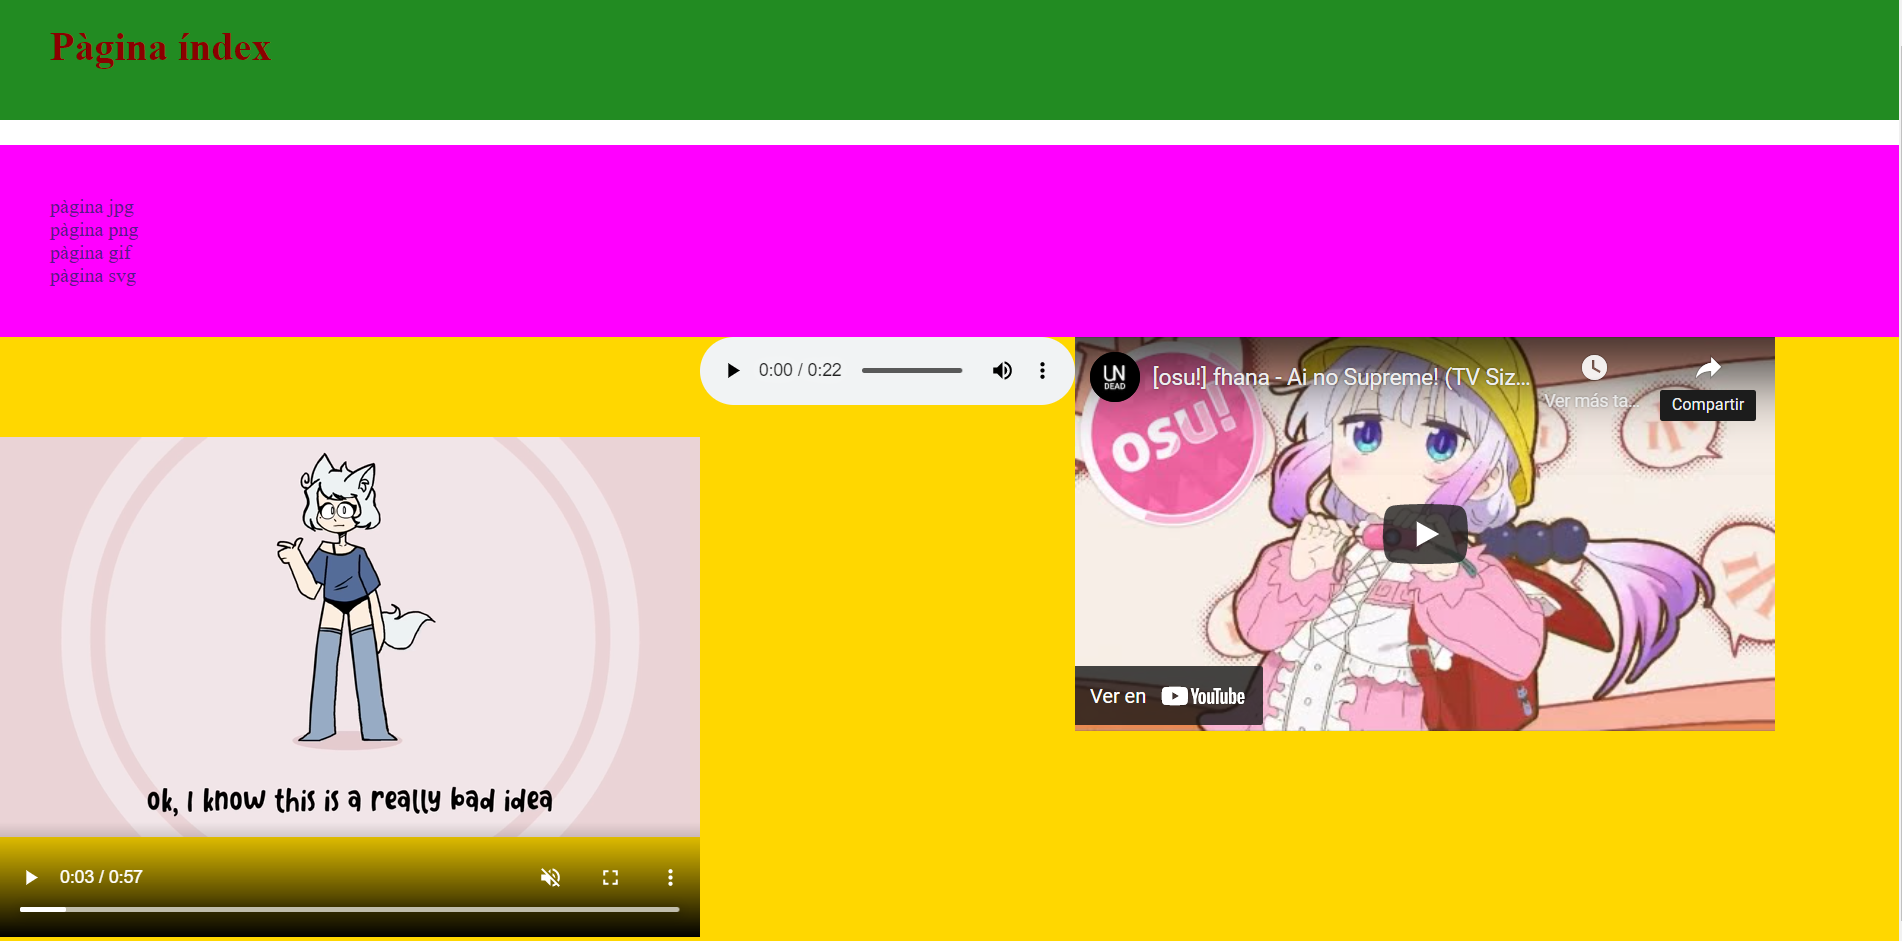 Pàgina índex
pàgina jpg
pàgina png
pàgina gif
pàgina svg
0:00 / 0:22
UN
DEAD
[osu!] fhana - Ai no Supreme! (TV Siz...
Ver más ta...
Compartir
osu!
Ver en YouTube
ok, I know this is a really bad idea
0:03 / 0:57